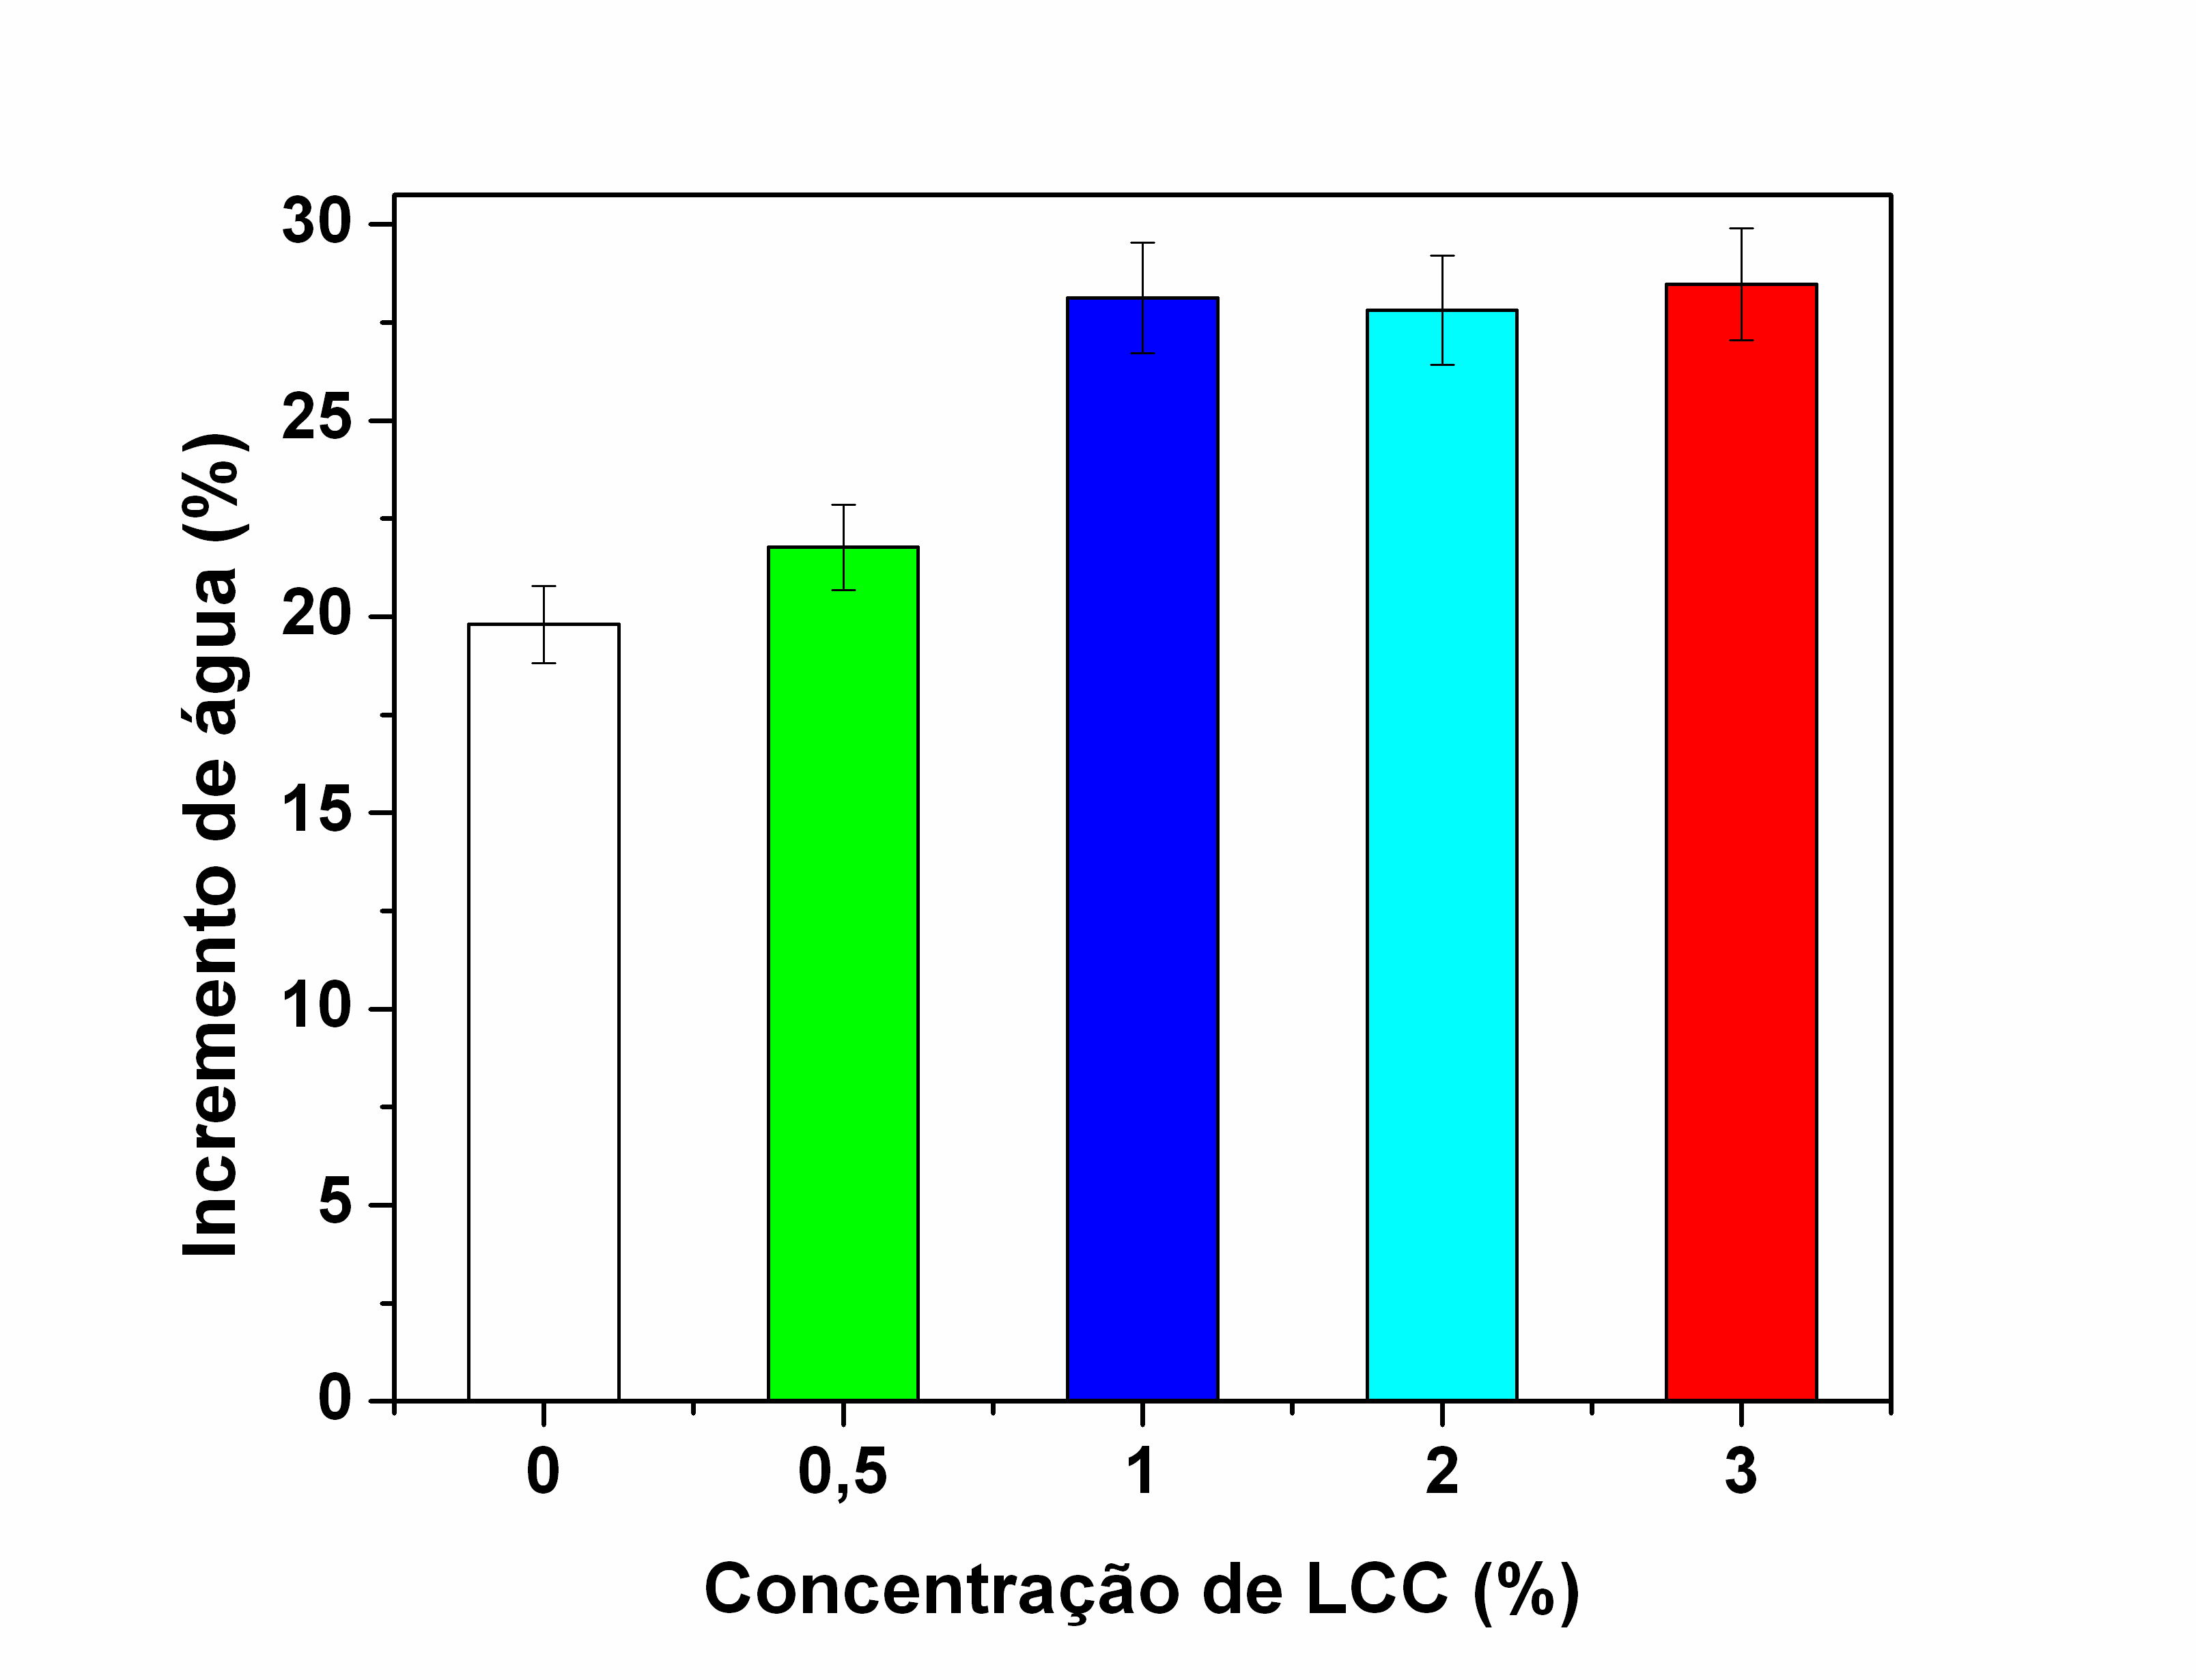 30
25
20
15
10
5
0
Incremento de água (%)
0 0,5 1 2 3
Concentração de LCC (%)